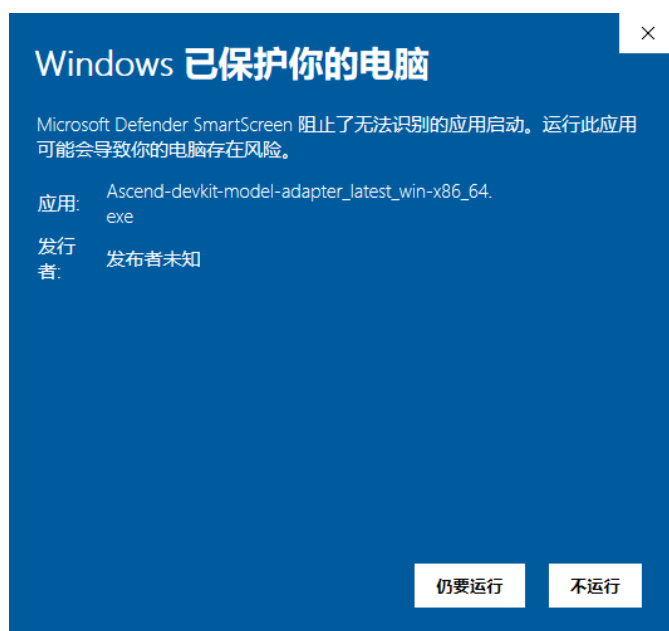 Windows 已保护你的电脑
Microsoft Defender SmartScreen 阻止了无法识别的应用启动。运行此应用
可能会导致你的电脑存在风险。
应用: Ascend-devkit-model-adapter_latest_win-x86_64.
exe
发行
者: 发布者未知
仍要运行 不运行